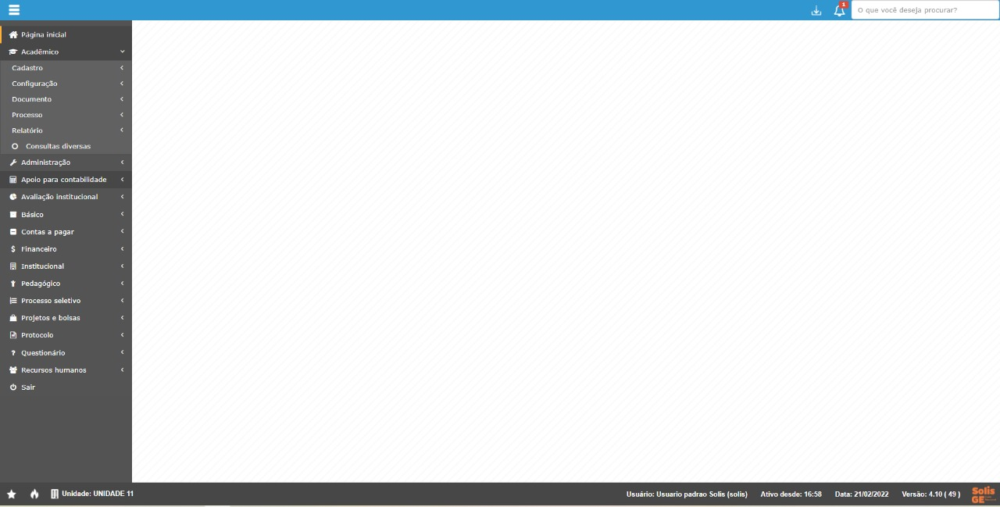 1
O que você deseja procurar?
Página inicial
Acadêmico
Cadastro
Configuração
Documento
Processo
Relatório
Consultas diversas
Administração
Apoio para contabilidade
Avaliação institucional
Básico
Contas a pagar
Financeiro
Institucional
Pedagógico
Processo seletivo
Projetos e bolsas
Protocolo
Questionário
Recursos humanos
Sair
Unidade: UNIDADE 11 Usuário: Usuario padrao Solis (solis) Ativo desde: 16:58 Data: 21/02/2022 Versão: 4.10 ( 49 )
Solis
GE